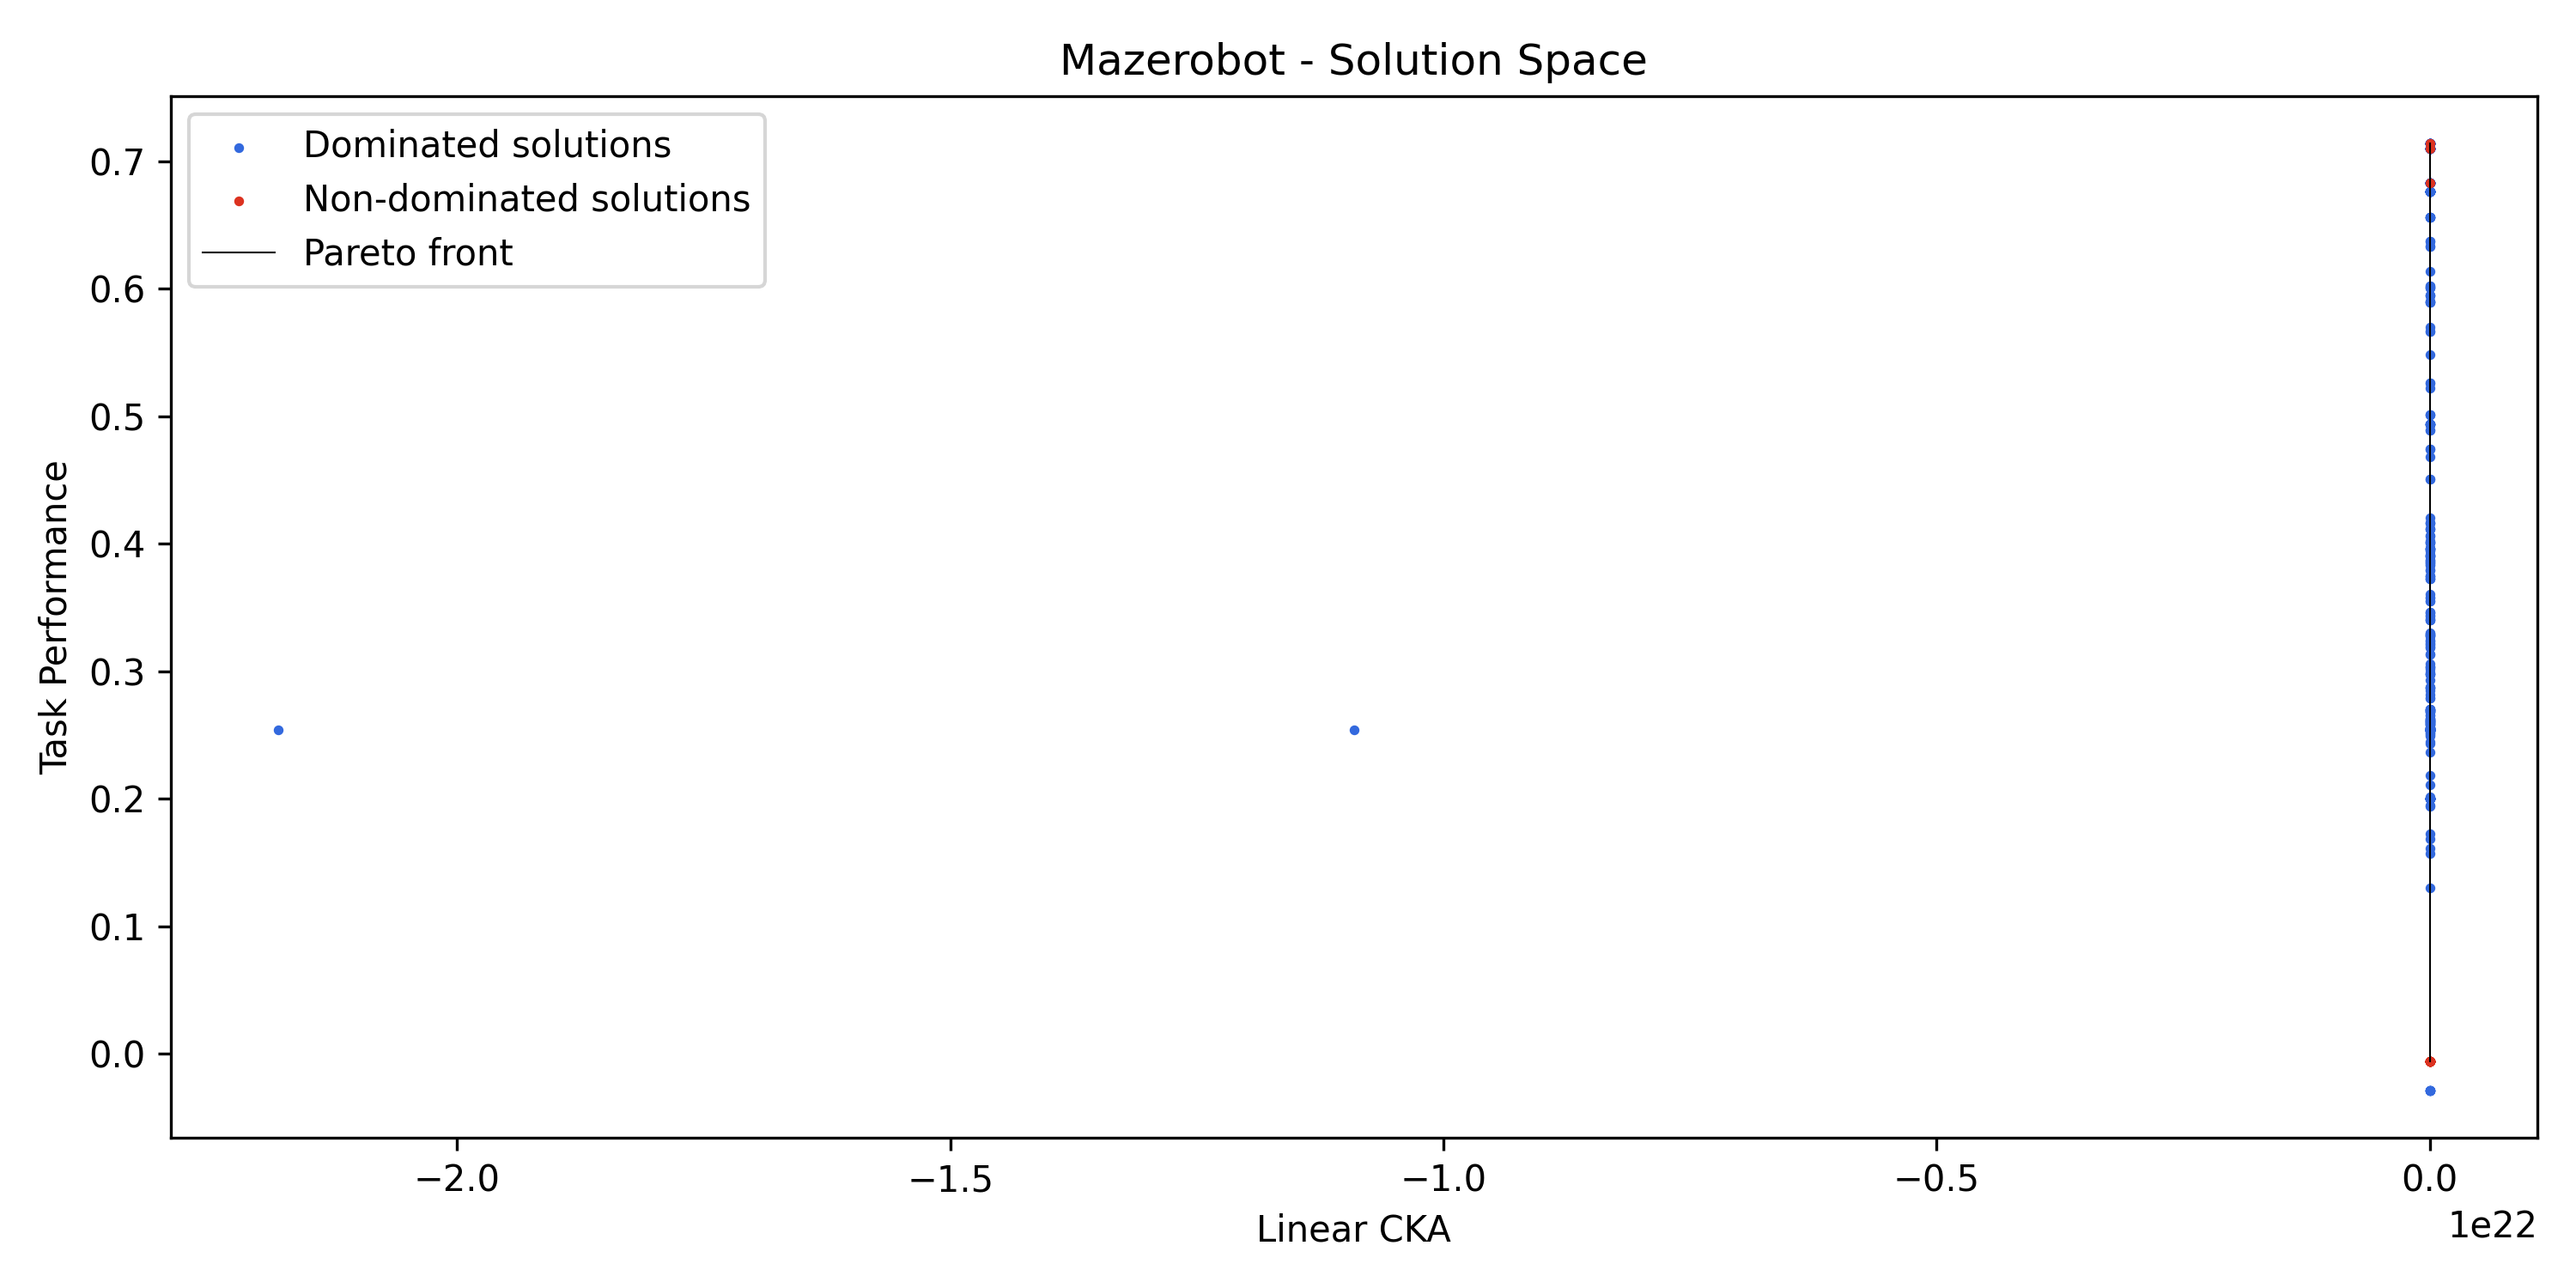 Mazerobot - Solution Space
Dominated solutions
Non-dominated solutions
Pareto front
Task Performance
0.7
0.6
0.5
0.4
0.3
0.2
0.1
0.0
−2.0 −1.5 −1.0 −0.5 0.0
1e22
Linear CKA